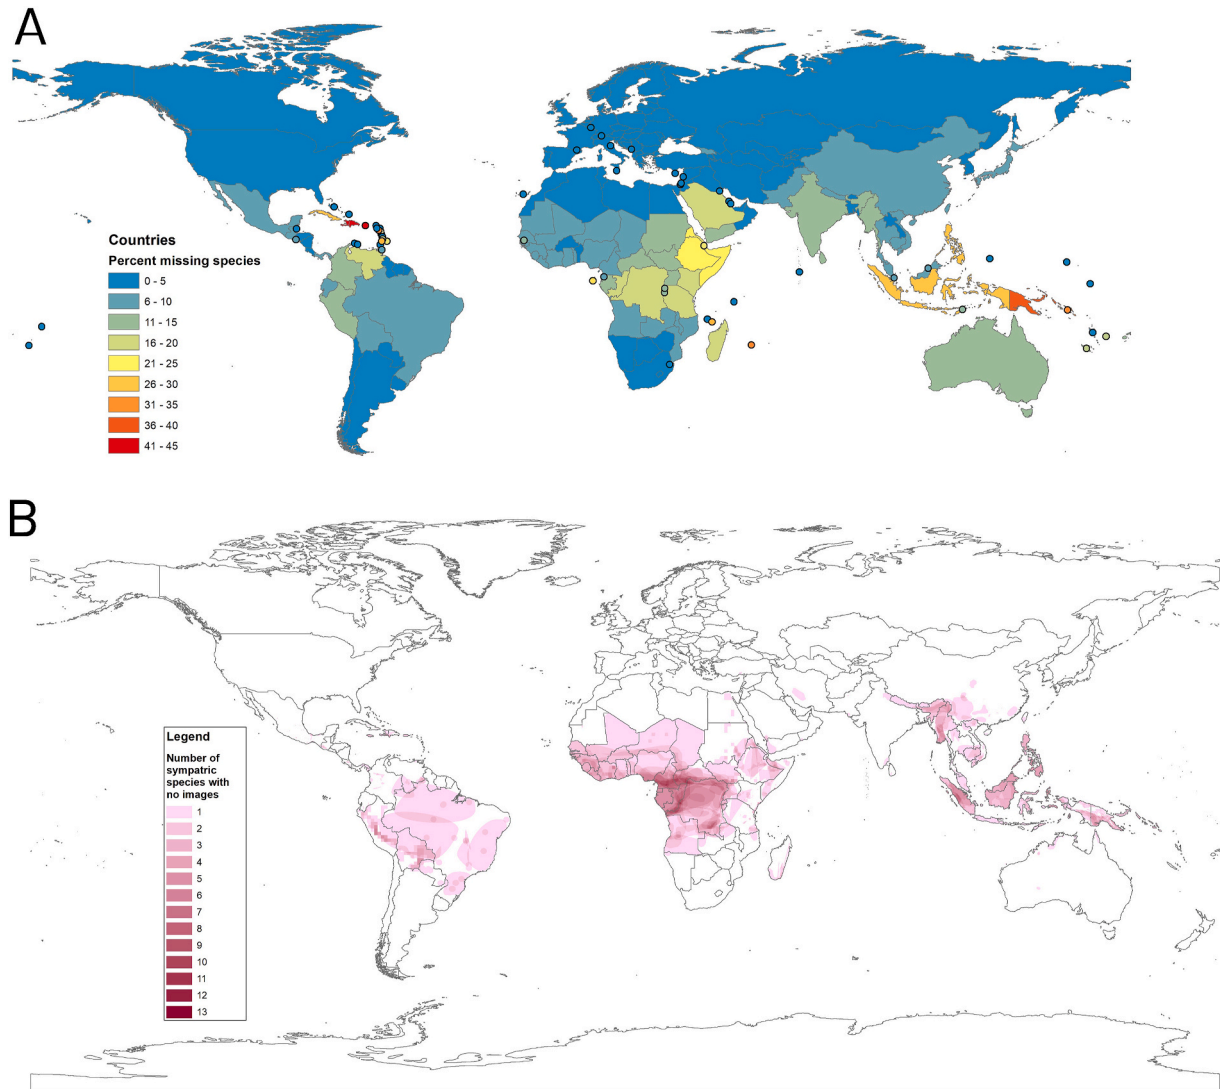 A
Countries
Percent missing species
0 - 5
6 - 10
11 - 15
16 - 20
21 - 25
26 - 30
31 - 35
36 - 40
41 - 45
B
Legend
Number of
sympatric
species with
no images
1
2
3
4
5
6
7
8
9
10
11
12
13